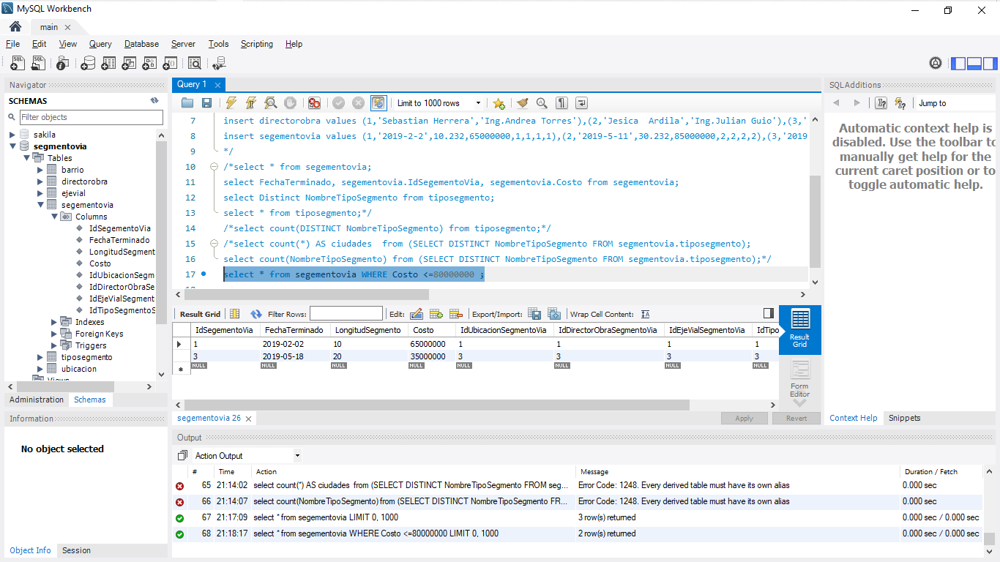 MySQL Workbench
main
File Edit View Query Database Server Tools Scripting Help
Navigator
SCHEMAS
Filter objects
sakila
segmentovia
Tables
barrio
directorobra
ejevial
segementovia
Columns
IdSegementoVia
FechaTerminado
LongitudSegment
Costo
IdUbicacionSegm
IdDirectorObraSe
IdEjeVialSegment
IdTipoSegmentoS
Indexes
Foreign Keys
Triggers
tiposegmento
ubicacion
Views
Administration Schemas
Information
No object selected
Object Info Session
Query 1
Limit to 1000 rows
7 insert directorobra values (1,'Sebastian Herrera','Ing.Andrea Torres'),(2,'Jesica  Ardila','Ing.Julian Guio'),(3,'
8 insert segementovia values (1,'2019-2-2',10.232,65000000,1,1,1,1),(2,'2019-5-11',30.232,85000000,2,2,2,2),(3,'2019
9 */
10 /*select * from segementovia;
11 select FechaTerminado, segementovia.IdSegementoVia, segementovia.Costo from segementovia;
12 select Distinct NombreTipoSegmento from tiposegmento;
13 select * from tiposegmento;*/
14 /*select count(DISTINCT NombreTipoSegmento) from tiposegmento;*/
15 /*select count(*) AS ciudades  from (SELECT DISTINCT NombreTipoSegmento FROM segmentovia.tiposegmento);
16 select count(NombreTipoSegmento) from (SELECT DISTINCT NombreTipoSegmento FROM segmentovia.tiposegmento);*/
17 select * from segementovia WHERE Costo <=80000000 ;
Result Grid Filter Rows: Edit: Export/Import: Wrap Cell Content:
IdSegementoVia FechaTerminado LongitudSegmento Costo IdUbicacionSegmentoVia IdDirectorObraSegmentoVia IdEjeVialSegmentoVia IdTipo
1 2019-02-02 10 65000000 1 1 1 1
3 2019-05-18 20 35000000 3 3 3 3
NULL NULL NULL NULL NULL NULL NULL NULL
Result Grid
Form Editor
segementovia 26
Apply Revert
Output
Action Output
# Time Action Message Duration / Fetch
65 21:14:02 select count(*) AS ciudades from (SELECT DISTINCT NombreTipoSegmento FROM seg... Error Code: 1248. Every derived table must have its own alias 0.000 sec
66 21:14:07 select count(NombreTipoSegmento) from (SELECT DISTINCT NombreTipoSegmento FR... Error Code: 1248. Every derived table must have its own alias 0.000 sec
67 21:17:09 select * from segementovia LIMIT 0, 1000 3 row(s) returned 0.000 sec / 0.000 sec
68 21:18:17 select * from segementovia WHERE Costo <=80000000 LIMIT 0, 1000 2 row(s) returned 0.000 sec / 0.000 sec
SQLAdditions
Jump to
Automatic context help is
disabled. Use the toolbar to
manually get help for the
current caret position or to
toggle automatic help.
Context Help Snippets